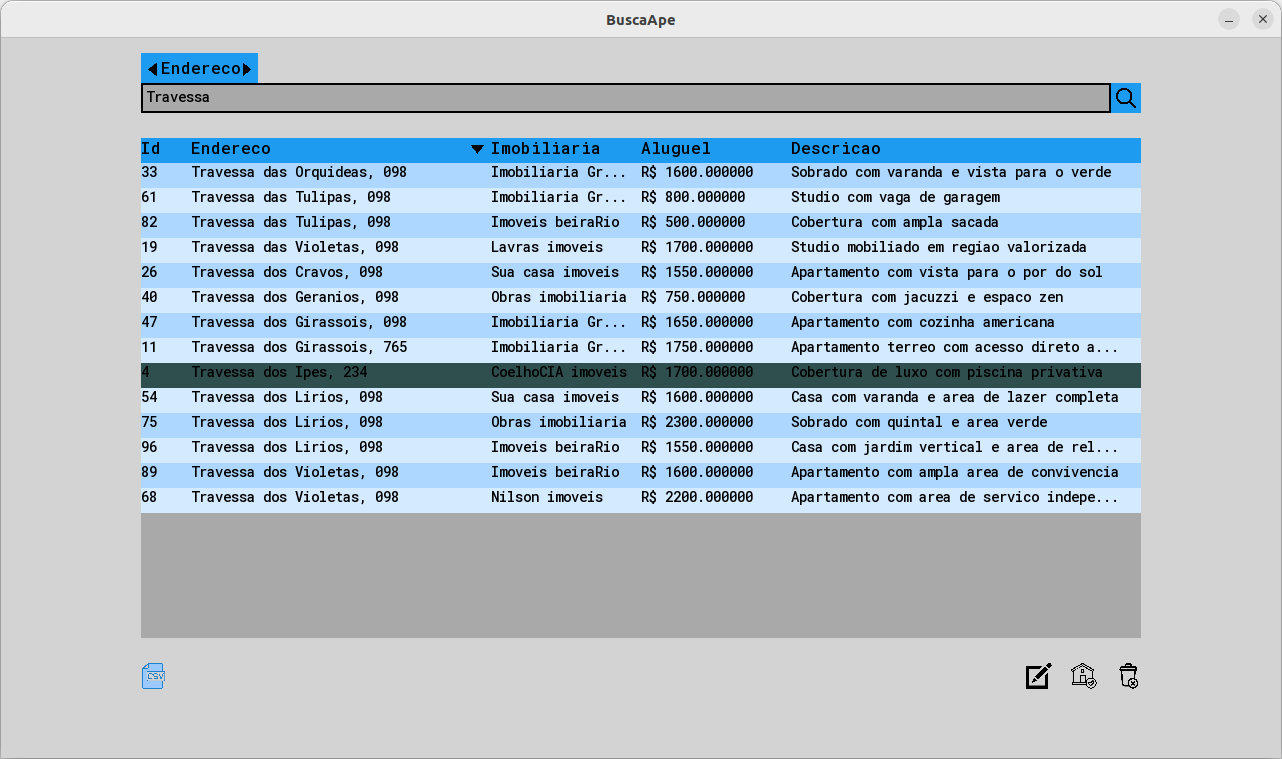 BuscaApe
Endereco
Travessa
Id Endereco Imobiliaria Aluguel Descricao
33 Travessa das Orquideas, 098 Imobiliaria Gr... R$ 1600.000000 Sobrado com varanda e vista para o verde
61 Travessa das Tulipas, 098 Imobiliaria Gr... R$ 800.000000 Studio com vaga de garagem
82 Travessa das Tulipas, 098 Imoveis beiraRio R$ 500.000000 Cobertura com ampla sacada
19 Travessa das Violetas, 098 Lavras imoveis R$ 1700.000000 Studio mobiliado em regiao valorizada
26 Travessa dos Cravos, 098 Sua casa imoveis R$ 1550.000000 Apartamento com vista para o por do sol
40 Travessa dos Geranios, 098 Obras imobiliaria R$ 750.000000 Cobertura com jacuzzi e espaco zen
47 Travessa dos Girassois, 098 Imobiliaria Gr... R$ 1650.000000 Apartamento com cozinha americana
11 Travessa dos Girassois, 765 Imobiliaria Gr... R$ 1750.000000 Apartamento terreo com acesso direto a...
4 Travessa dos Ipes, 234 CoelhoCIA imoveis R$ 1700.000000 Cobertura de luxo com piscina privativa
54 Travessa dos Lirios, 098 Sua casa imoveis R$ 1600.000000 Casa com varanda e area de lazer completa
75 Travessa dos Lirios, 098 Obras imobiliaria R$ 2300.000000 Sobrado com quintal e area verde
96 Travessa dos Lirios, 098 Imoveis beiraRio R$ 1550.000000 Casa com jardim vertical e area de rel...
89 Travessa dos Violetas, 098 Imoveis beiraRio R$ 1600.000000 Apartamento com ampla area de convivencia
68 Travessa dos Violetas, 098 Nilson imoveis R$ 2200.000000 Apartamento com area de servico indepe...
CSV